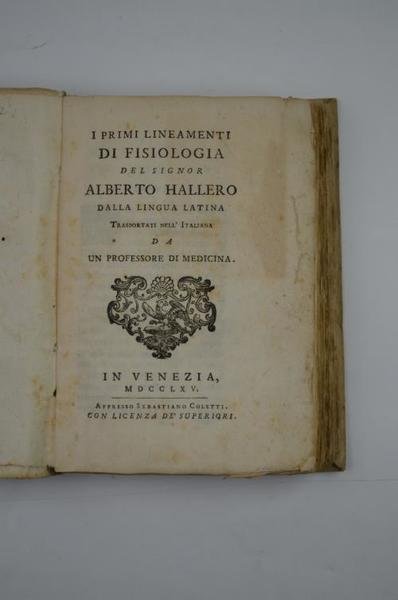 I PRIMI LINEAMENTI
DI FISIOLOGIA
DEL SIGNOR
ALBERTO HALLERO
DALLA LINGUA LATINA
TRASPORTATI NELL' ITALIANA
DA
UN PROFESSORE DI MEDICINA.
IN VENEZIA,
MDCCLXV.
APPRESSO SEBASTIANO COLETTI.
CON LICENZA DE' SUPERIORI.